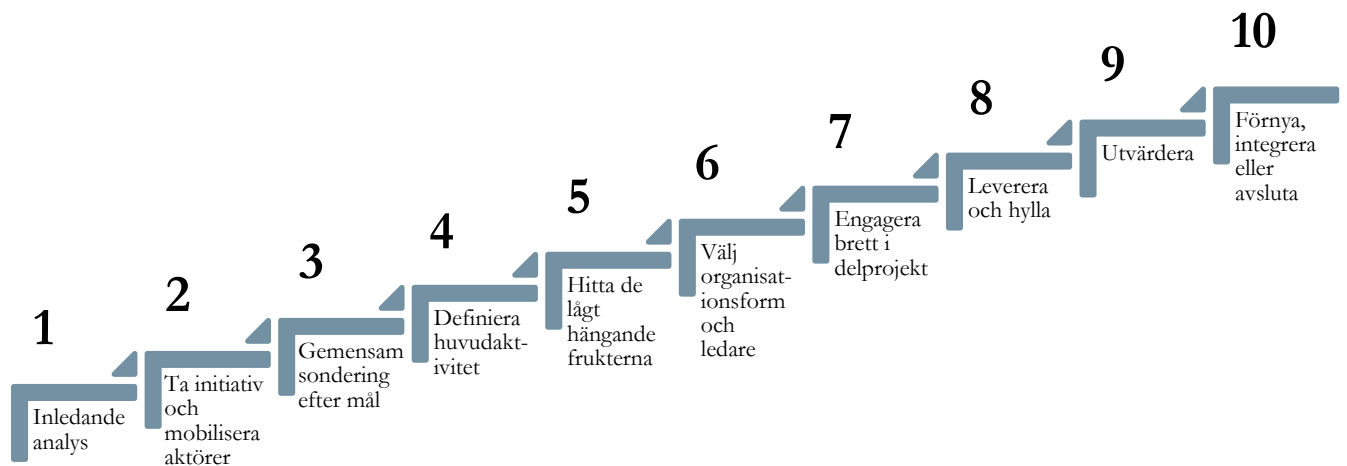 1
Inledande
analys
2
Ta initiativ
och
mobilisera
aktörer
3
Gemensam
sondering
efter mål
4
Definiera
huvudakt-
ivitet
5
Hitta de
lågt
hängande
frukterna
6
Välj
organisat-
ionsform
och
ledare
7
Engagera
brett i
delprojekt
8
Leverera
och hylla
9
Utvärdera
10
Förnya,
integrera
eller
avsluta